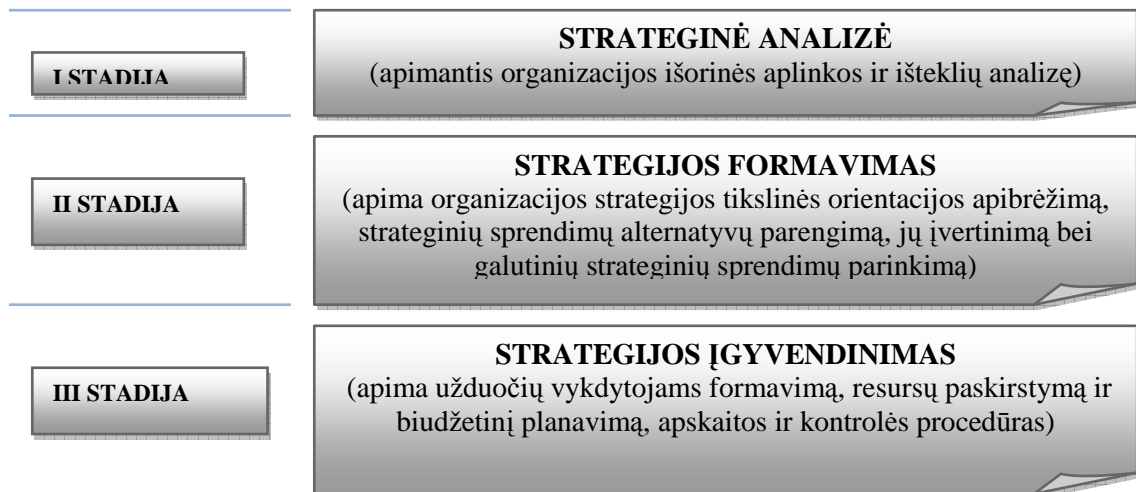 I STADIJA
STRATEGINĖ ANALIZĖ
(apimantis organizacijos išorinės aplinkos ir išteklių analizę)
II STADIJA
STRATEGIJOS FORMAVIMAS
(apima organizacijos strategijos tikslinės orientacijos apibrėžimą,
strateginių sprendimų alternatyvų parengimą, jų įvertinimą bei
galutinių strateginių sprendimų parinkimą)
III STADIJA
STRATEGIJOS ĮGYVENDINIMAS
(apima užduočių vykdytojams formavimą, resursų paskirstymą ir
biudžetinį planavimą, apskaitos ir kontrolės procedūras)